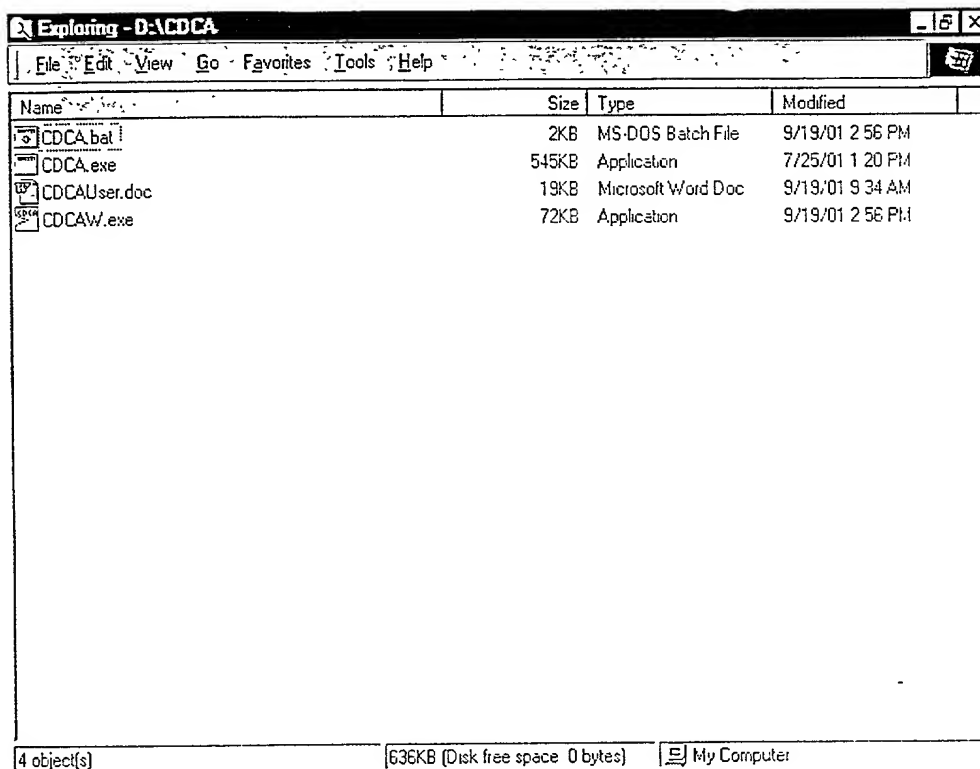 Exploring - D:\CDCA
File Edit View Go Favorites Tools Help
Name Size Type Modified
CDCA.bat 2KB MS-DOS Batch File 9/19/01 2 56 PM
CDCA.exe 545KB Application 7/25/01 1 20 PM
CDCAUser.doc 19KB Microsoft Word Doc 9/19/01 9 34 AM
CDCAW.exe 72KB Application 9/19/01 2 56 PM
4 object(s) 636KB (Disk free space 0 bytes) My Computer